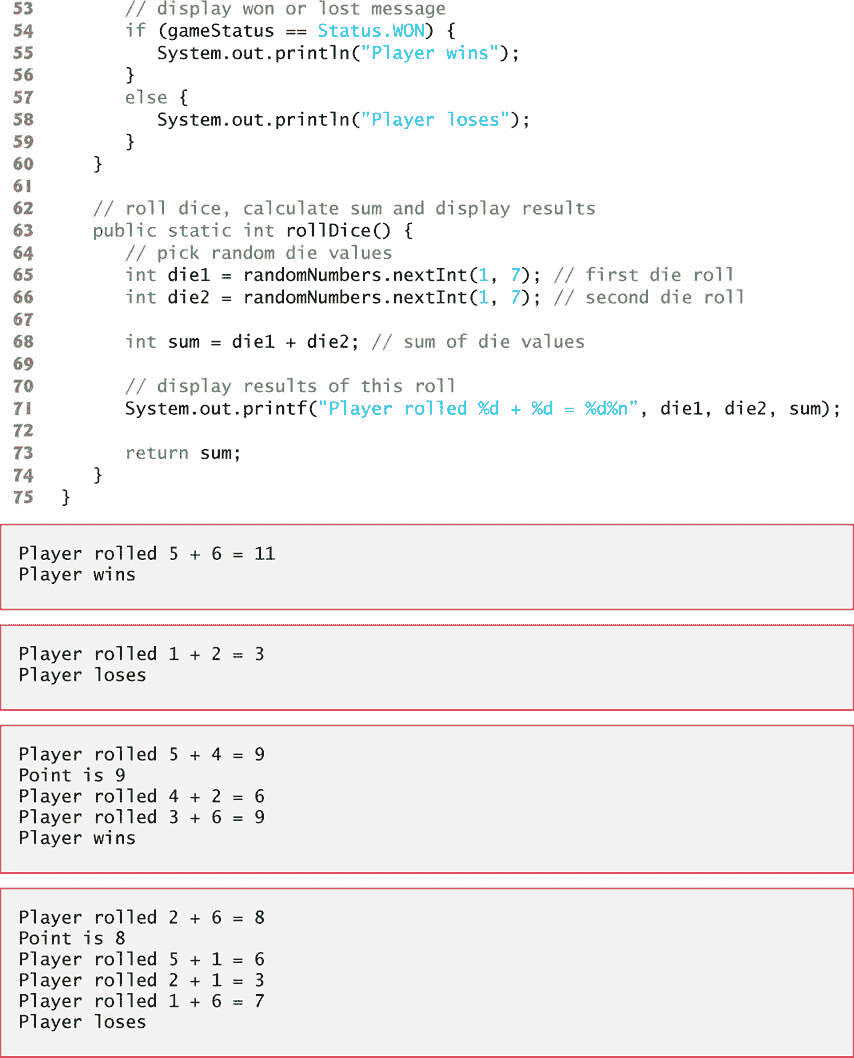 53 // display won or lost message
54 if (gameStatus == Status.WON) {
55 System.out.println("Player wins");
56 }
57 else {
58 System.out.println("Player loses");
59 }
60 }
61
62 // roll dice, calculate sum and display results
63 public static int rollDice() {
64 // pick random die values
65 int die1 = randomNumbers.nextInt(1, 7); // first die roll
66 int die2 = randomNumbers.nextInt(1, 7); // second die roll
67
68 int sum = die1 + die2; // sum of die values
69
70 // display results of this roll
71 System.out.printf("Player rolled %d + %d = %d%n", die1, die2, sum);
72
73 return sum;
74 }
75 }
Player rolled 5 + 6 = 11
Player wins
Player rolled 1 + 2 = 3
Player loses
Player rolled 5 + 4 = 9
Point is 9
Player rolled 4 + 2 = 6
Player rolled 3 + 6 = 9
Player wins
Player rolled 2 + 6 = 8
Point is 8
Player rolled 5 + 1 = 6
Player rolled 2 + 1 = 3
Player rolled 1 + 6 = 7
Player loses